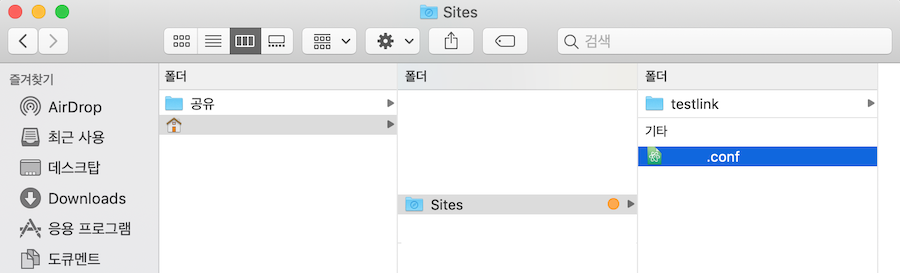 Sites
검색
즐겨찾기
폴더
폴더
폴더
AirDrop
공유
testlink
최근 사용
기타
데스크탑
.conf
Downloads
Sites
응용 프로그램
도큐멘트